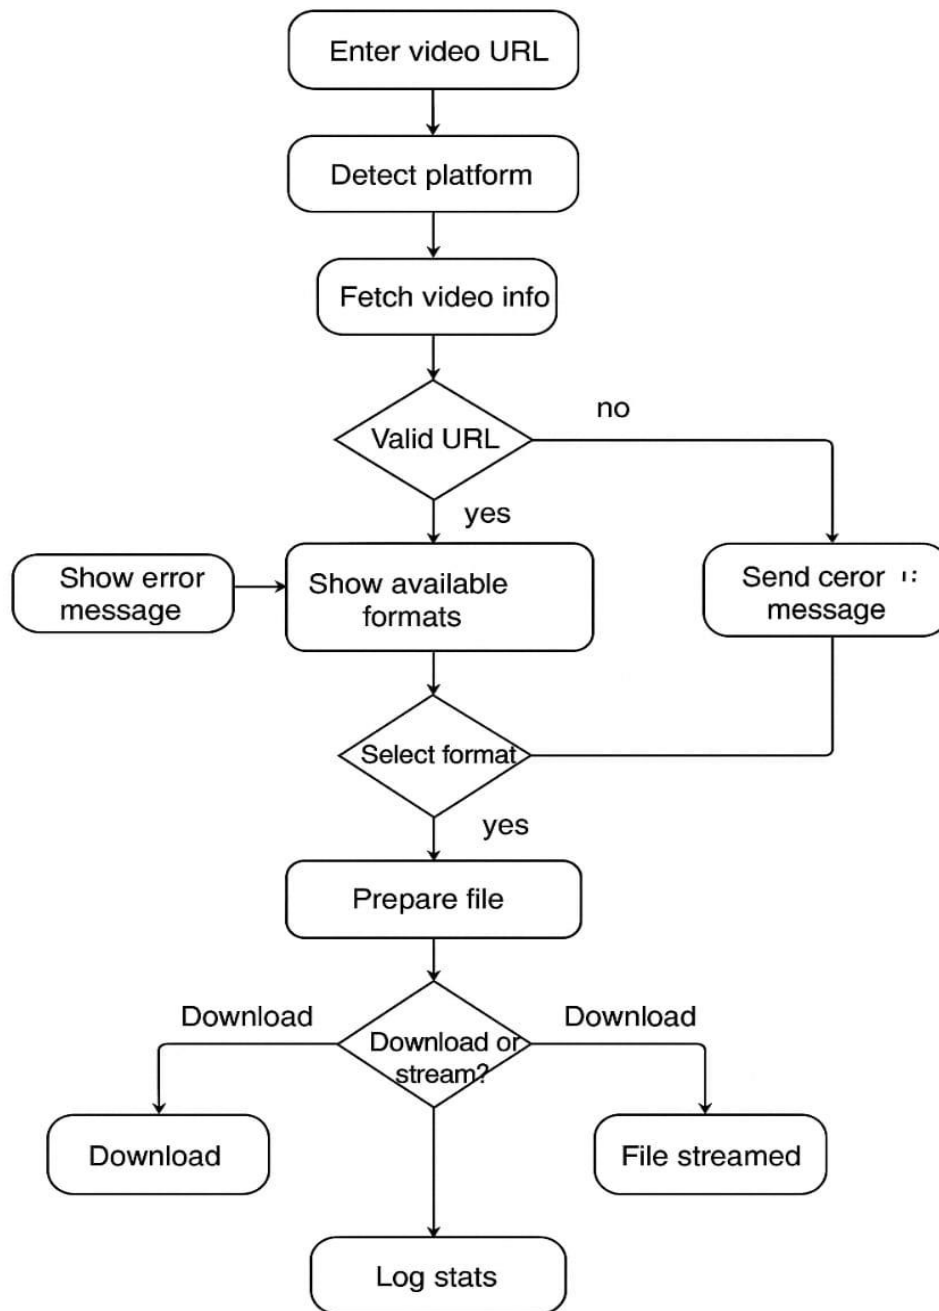 Enter video URL
Detect platform
Fetch video info
Valid URL
no
yes
Show error
message
Show available
formats
Send ceror
message
Select format
yes
Prepare file
Download
Download or
stream?
Download
Download
File streamed
Log stats